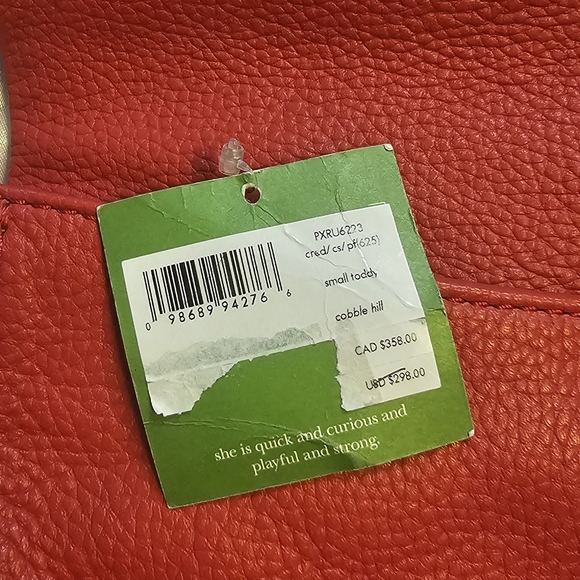 PXRU6223
cred/ cs/ pf(625)
small toddy
cobble hill
CAD $358.00
USD $298.00
0 98689 94276 6
she is quick and curious and
playful and strong.